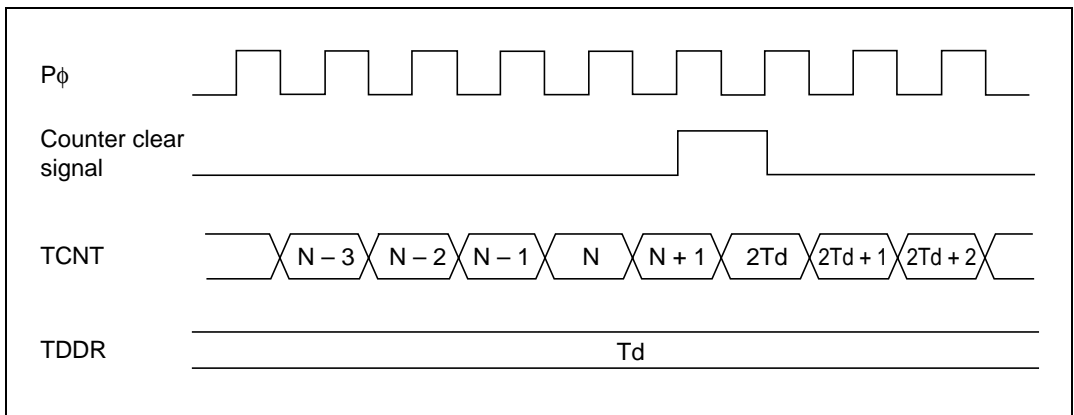 Pϕ
Counter clear
signal
TCNT
N – 3 N – 2 N – 1 N N + 1 2Td 2Td + 1 2Td + 2
TDDR
Td